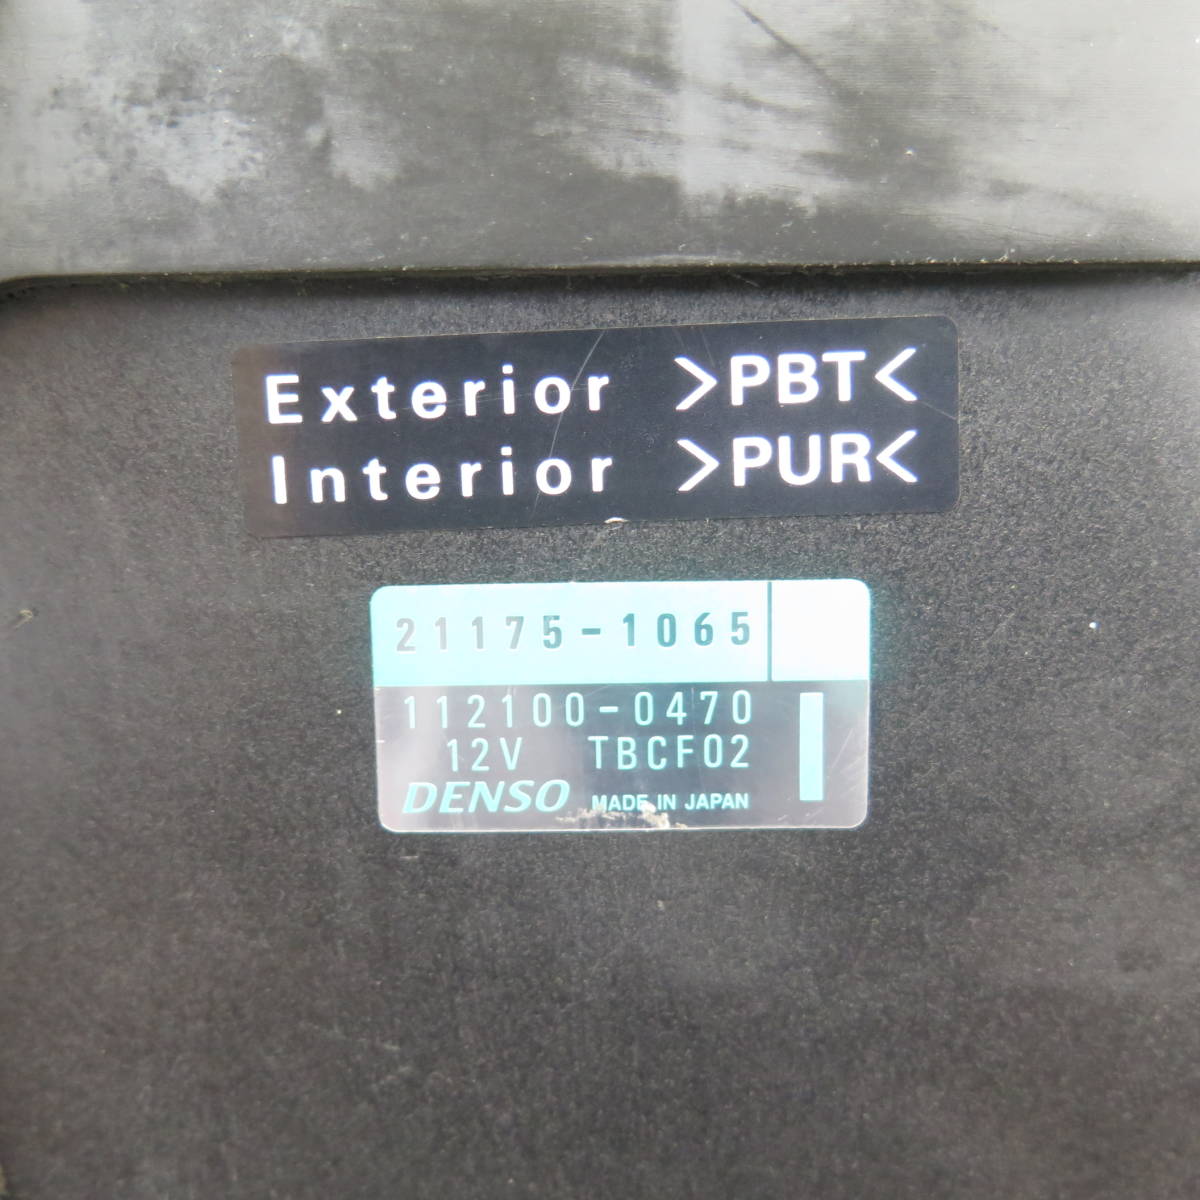 Exterior >PBT<
Interior >PUR<
21175-1065
112100-0470
12V TBCF02
DENSO MADE IN JAPAN